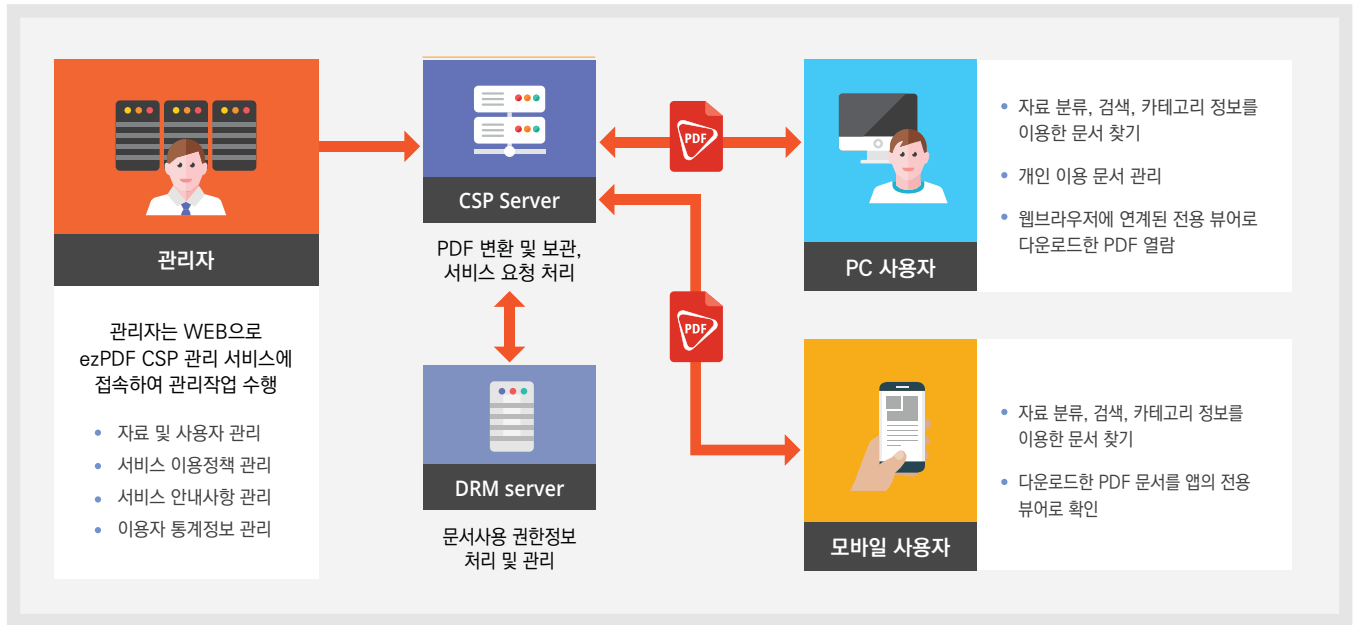 관리자
관리자는 WEB으로
ezPDF CSP 관리 서비스에
접속하여 관리작업 수행
자료 및 사용자 관리
서비스 이용정책 관리
서비스 안내사항 관리
이용자 통계정보 관리
CSP Server
PDF 변환 및 보관,
서비스 요청 처리
DRM server
문서사용 권한정보
처리 및 관리
PDF
PDF
PC 사용자
자료 분류, 검색, 카테고리 정보를
이용한 문서 찾기
개인 이용 문서 관리
웹브라우저에 연계된 전용 뷰어로
다운로드한 PDF 열람
모바일 사용자
자료 분류, 검색, 카테고리 정보를
이용한 문서 찾기
다운로드한 PDF 문서를 앱의 전용
뷰어로 확인